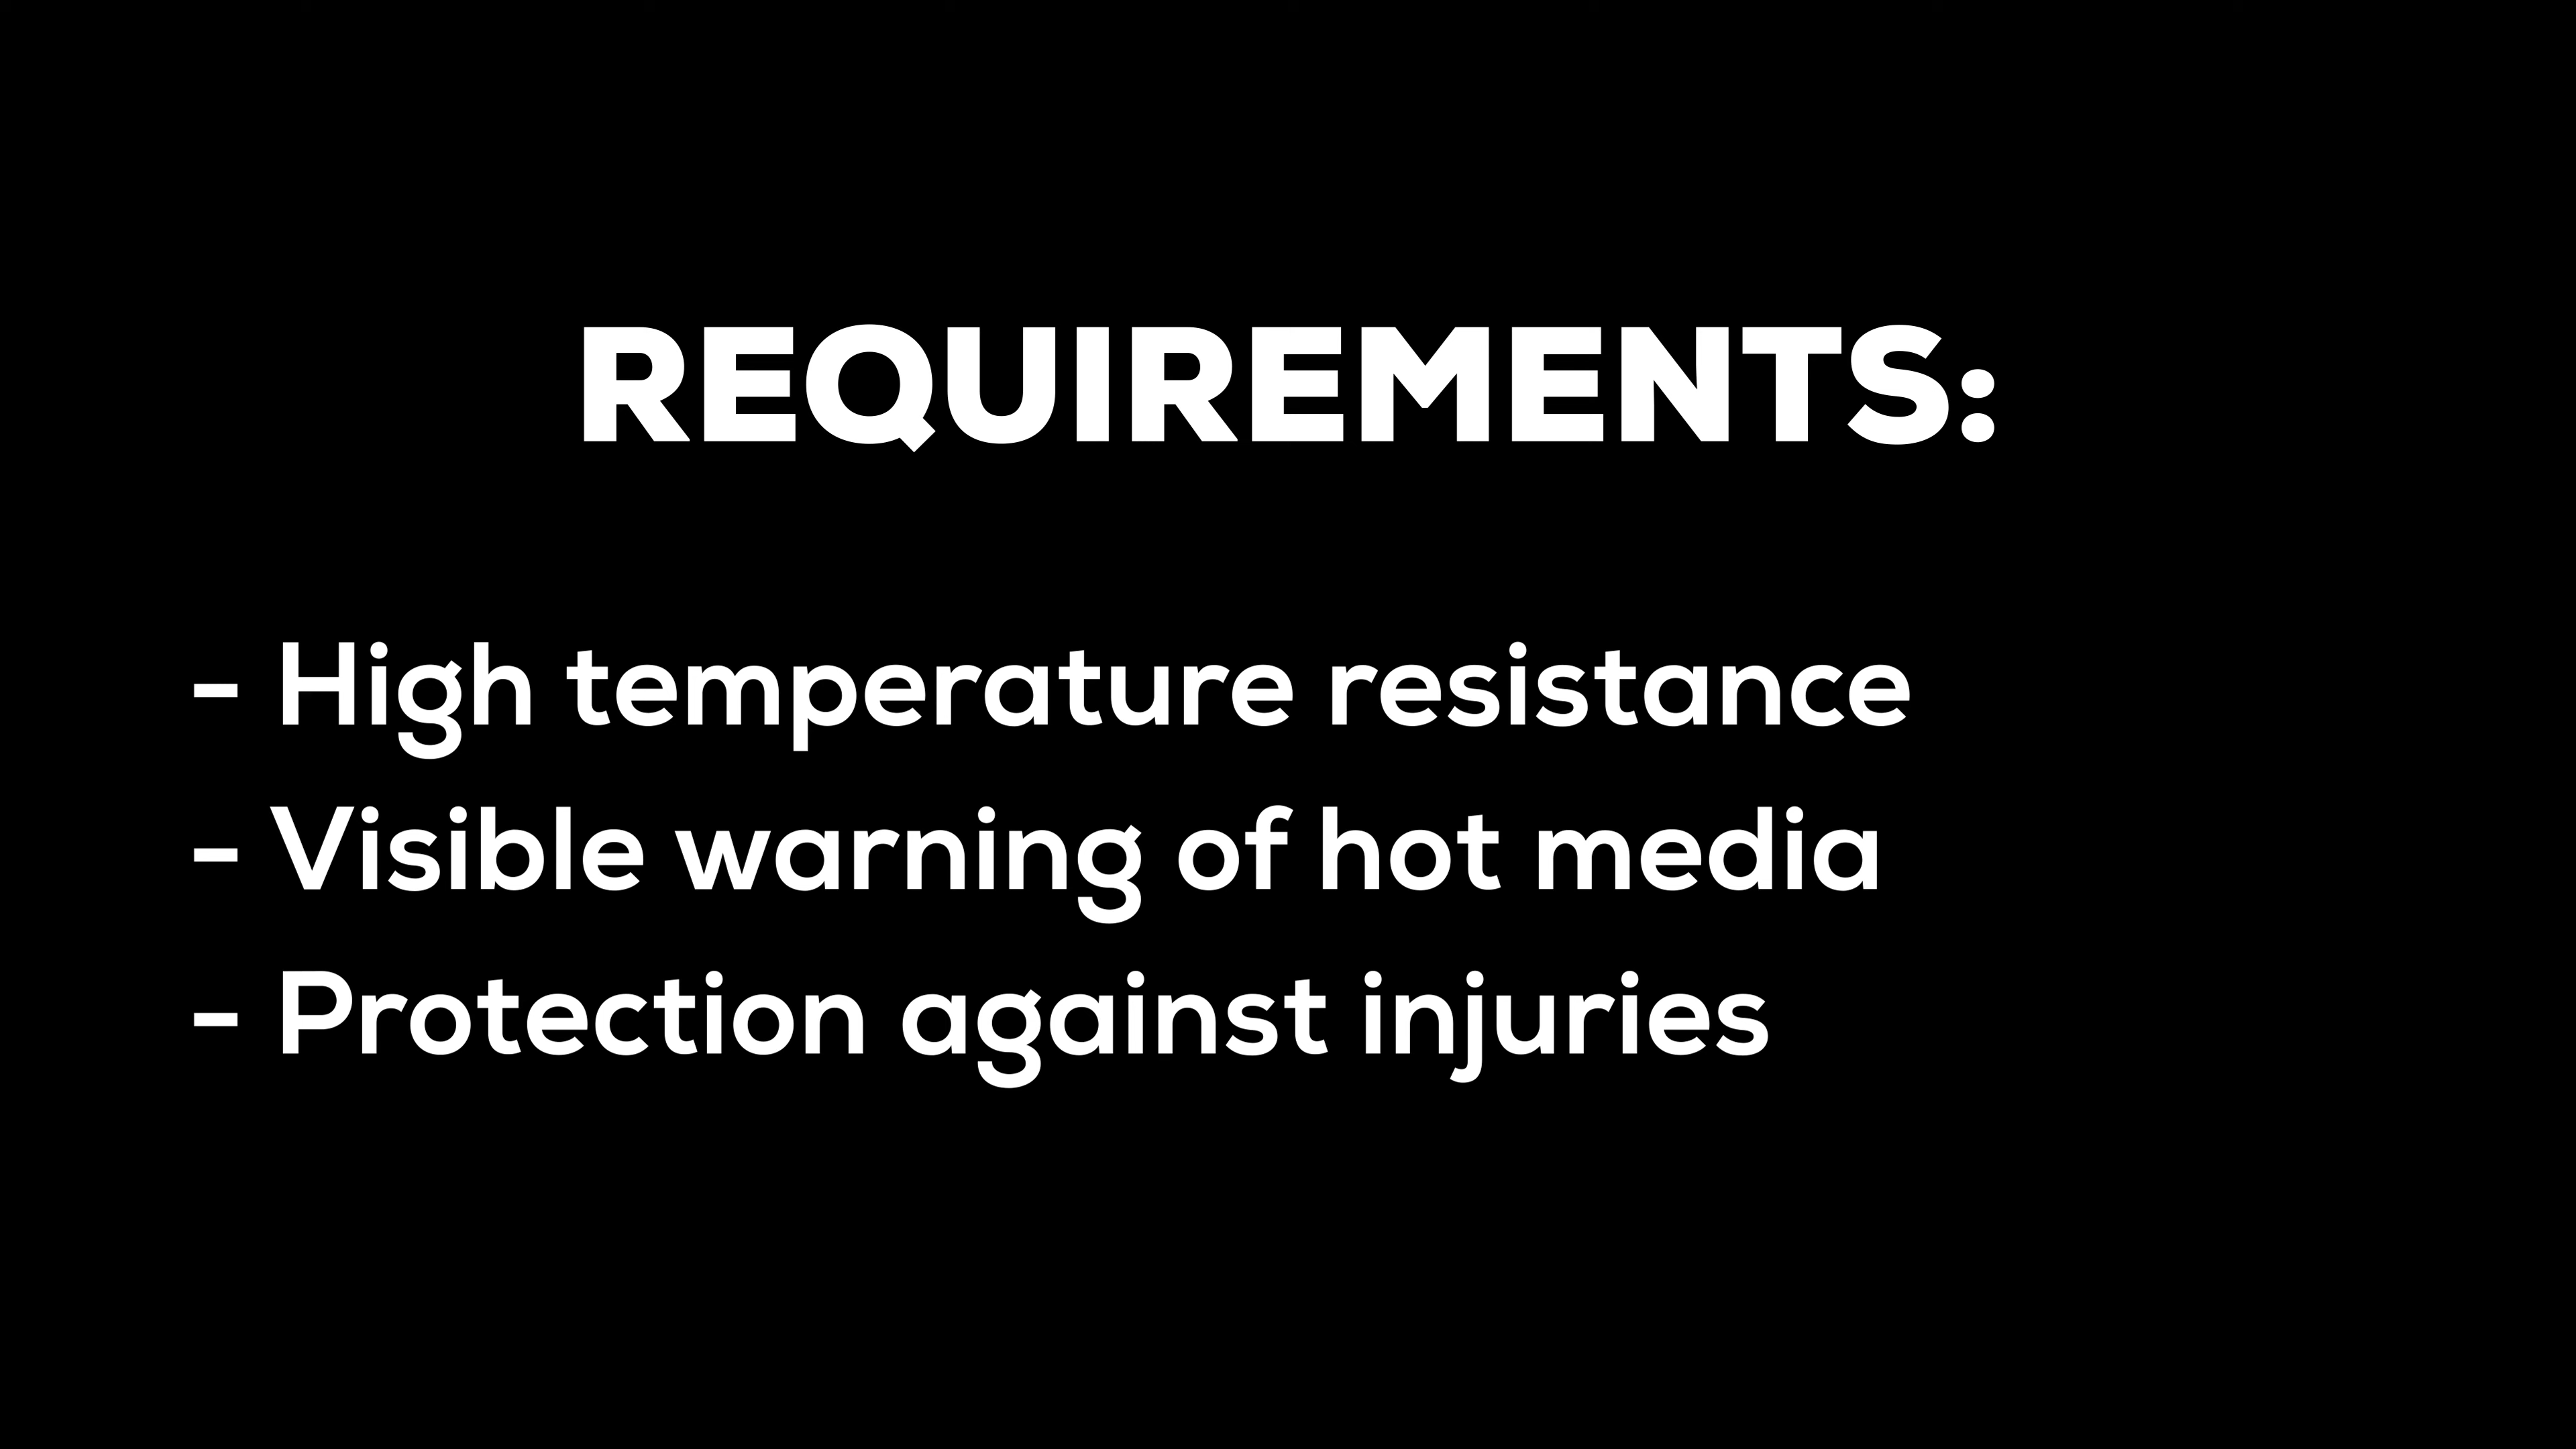 REQUIREMENTS:
- High temperature resistance
- Visible warning of hot media
- Protection against injuries